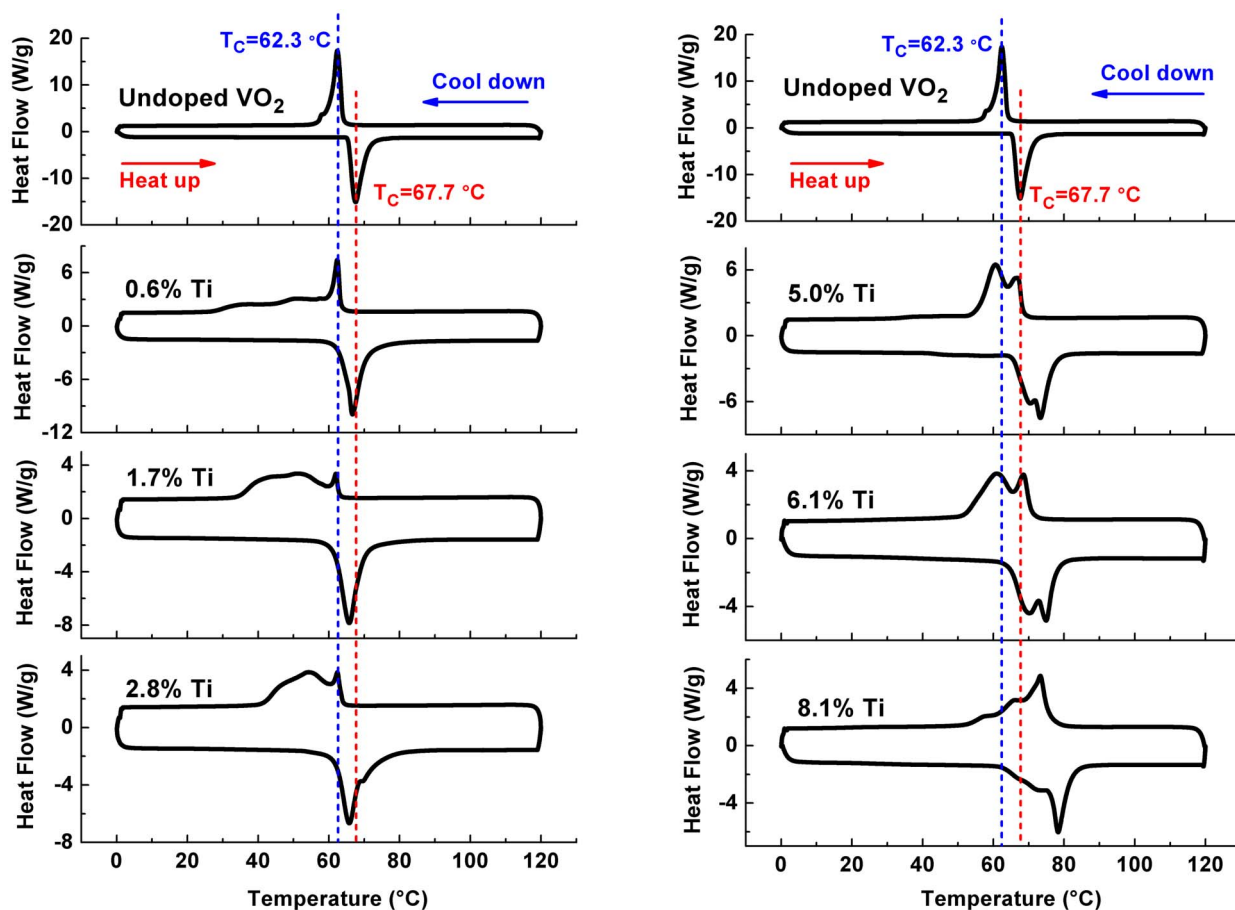 Heat Flow (W/g)
20
10
0
-10
-20
T_C=62.3 °C
Undoped VO₂
Cool down
Heat up
T_C=67.7 °C
Heat Flow (W/g)
6
0
-6
-12
0.6% Ti
Heat Flow (W/g)
4
0
-4
-8
1.7% Ti
Heat Flow (W/g)
4
0
-4
-8
2.8% Ti
0 20 40 60 80 100 120
Temperature (°C)
Heat Flow (W/g)
20
10
0
-10
-20
T_C=62.3 °C
Undoped VO₂
Cool down
Heat up
T_C=67.7 °C
Heat Flow (W/g)
6
0
-6
5.0% Ti
Heat Flow (W/g)
4
0
-4
6.1% Ti
Heat Flow (W/g)
4
0
-4
8.1% Ti
0 20 40 60 80 100 120
Temperature (°C)